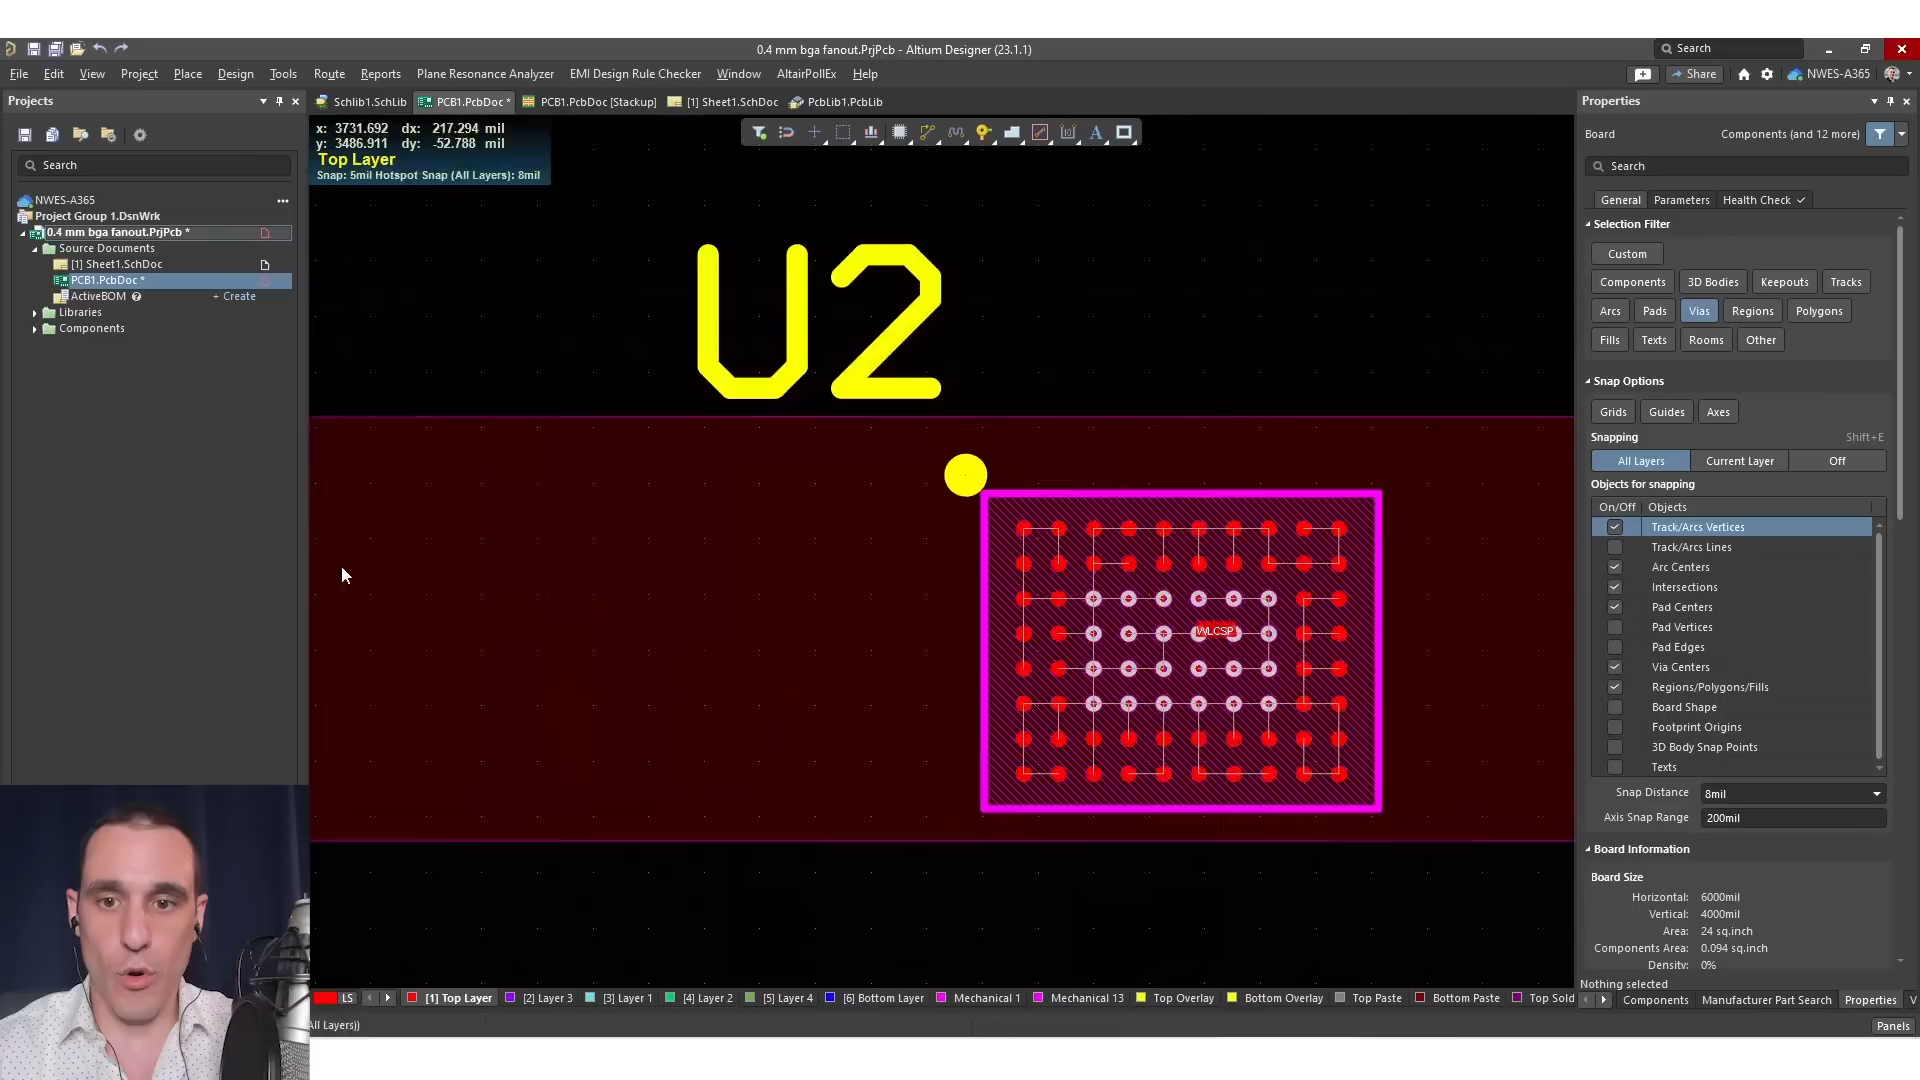 0.4 mm bga fanout.PrjPcb - Altium Designer (23.1.1)
Search
File Edit View Project Place Design Tools Route Reports Plane Resonance Analyzer EMI Design Rule Checker Window AltairPollEx Help
Share
NWES-A365
Projects
Schlib1.SchLib
PCB1.PcbDoc *
PCB1.PcbDoc [Stackup]
[1] Sheet1.SchDoc
PcbLib1.PcbLib
Search
NWES-A365
Project Group 1.DsnWrk
0.4 mm bga fanout.PrjPcb *
Source Documents
[1] Sheet1.SchDoc
PCB1.PcbDoc *
ActiveBOM
+ Create
Libraries
Components
x: 3731.692 dx: 217.294 mil
y: 3486.911 dy: -52.788 mil
Top Layer
Snap: 5mil Hotspot Snap (All Layers): 8mil
U2
WLCSP
Properties
Board
Components (and 12 more)
Search
General Parameters Health Check
Selection Filter
Custom
Components 3D Bodies Keepouts Tracks
Arcs Pads Vias Regions Polygons
Fills Texts Rooms Other
Snap Options
Grids Guides Axes
Snapping Shift+E
All Layers Current Layer Off
Objects for snapping
On/Off Objects
Track/Arcs Vertices
Track/Arcs Lines
Arc Centers
Intersections
Pad Centers
Pad Vertices
Pad Edges
Via Centers
Regions/Polygons/Fills
Board Shape
Footprint Origins
3D Body Snap Points
Texts
Snap Distance 8mil
Axis Snap Range 200mil
Board Information
Board Size
Horizontal: 6000mil
Vertical: 4000mil
Area: 24 sq.inch
Components Area: 0.094 sq.inch
Density: 0%
Nothing selected
LS
[1] Top Layer
[2] Layer 3
[3] Layer 1
[4] Layer 2
[5] Layer 4
[6] Bottom Layer
Mechanical 1
Mechanical 13
Top Overlay
Bottom Overlay
Top Paste
Bottom Paste
Top Sold
Components
Manufacturer Part Search
Properties
V
All Layers))
Panels